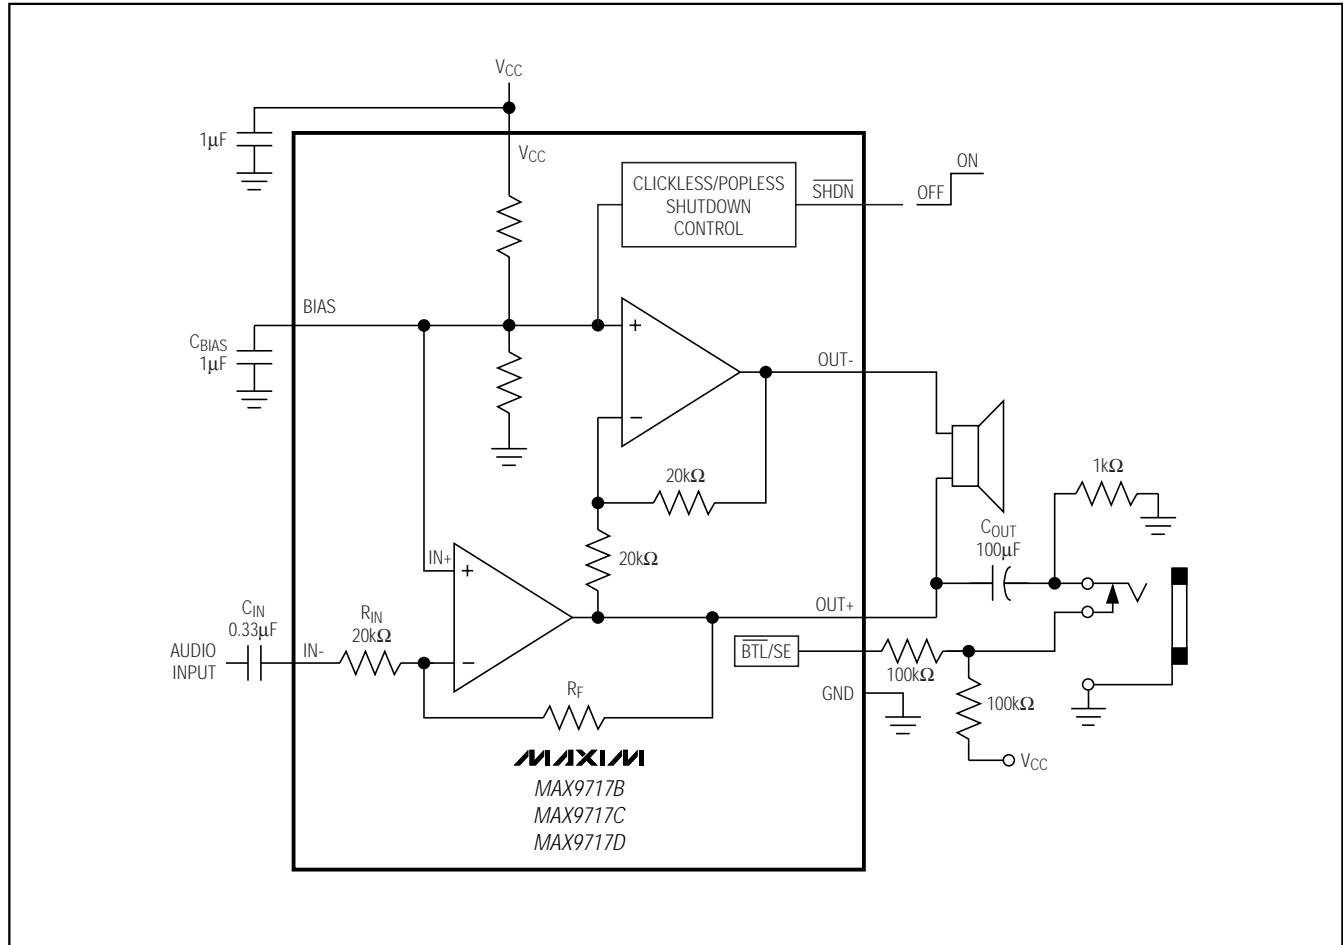 VCC
1µF
VCC
CLICKLESS/POPLESS
SHUTDOWN
CONTROL
SHDN
OFF
ON
BIAS
CBIAS
1µF
+
−
OUT-
20kΩ
20kΩ
1kΩ
COUT
100µF
IN+
+
−
OUT+
CIN
0.33µF
AUDIO
INPUT
IN-
RIN
20kΩ
RF
BTL/SE
100kΩ
100kΩ
VCC
GND
MAXIM
MAX9717B
MAX9717C
MAX9717D